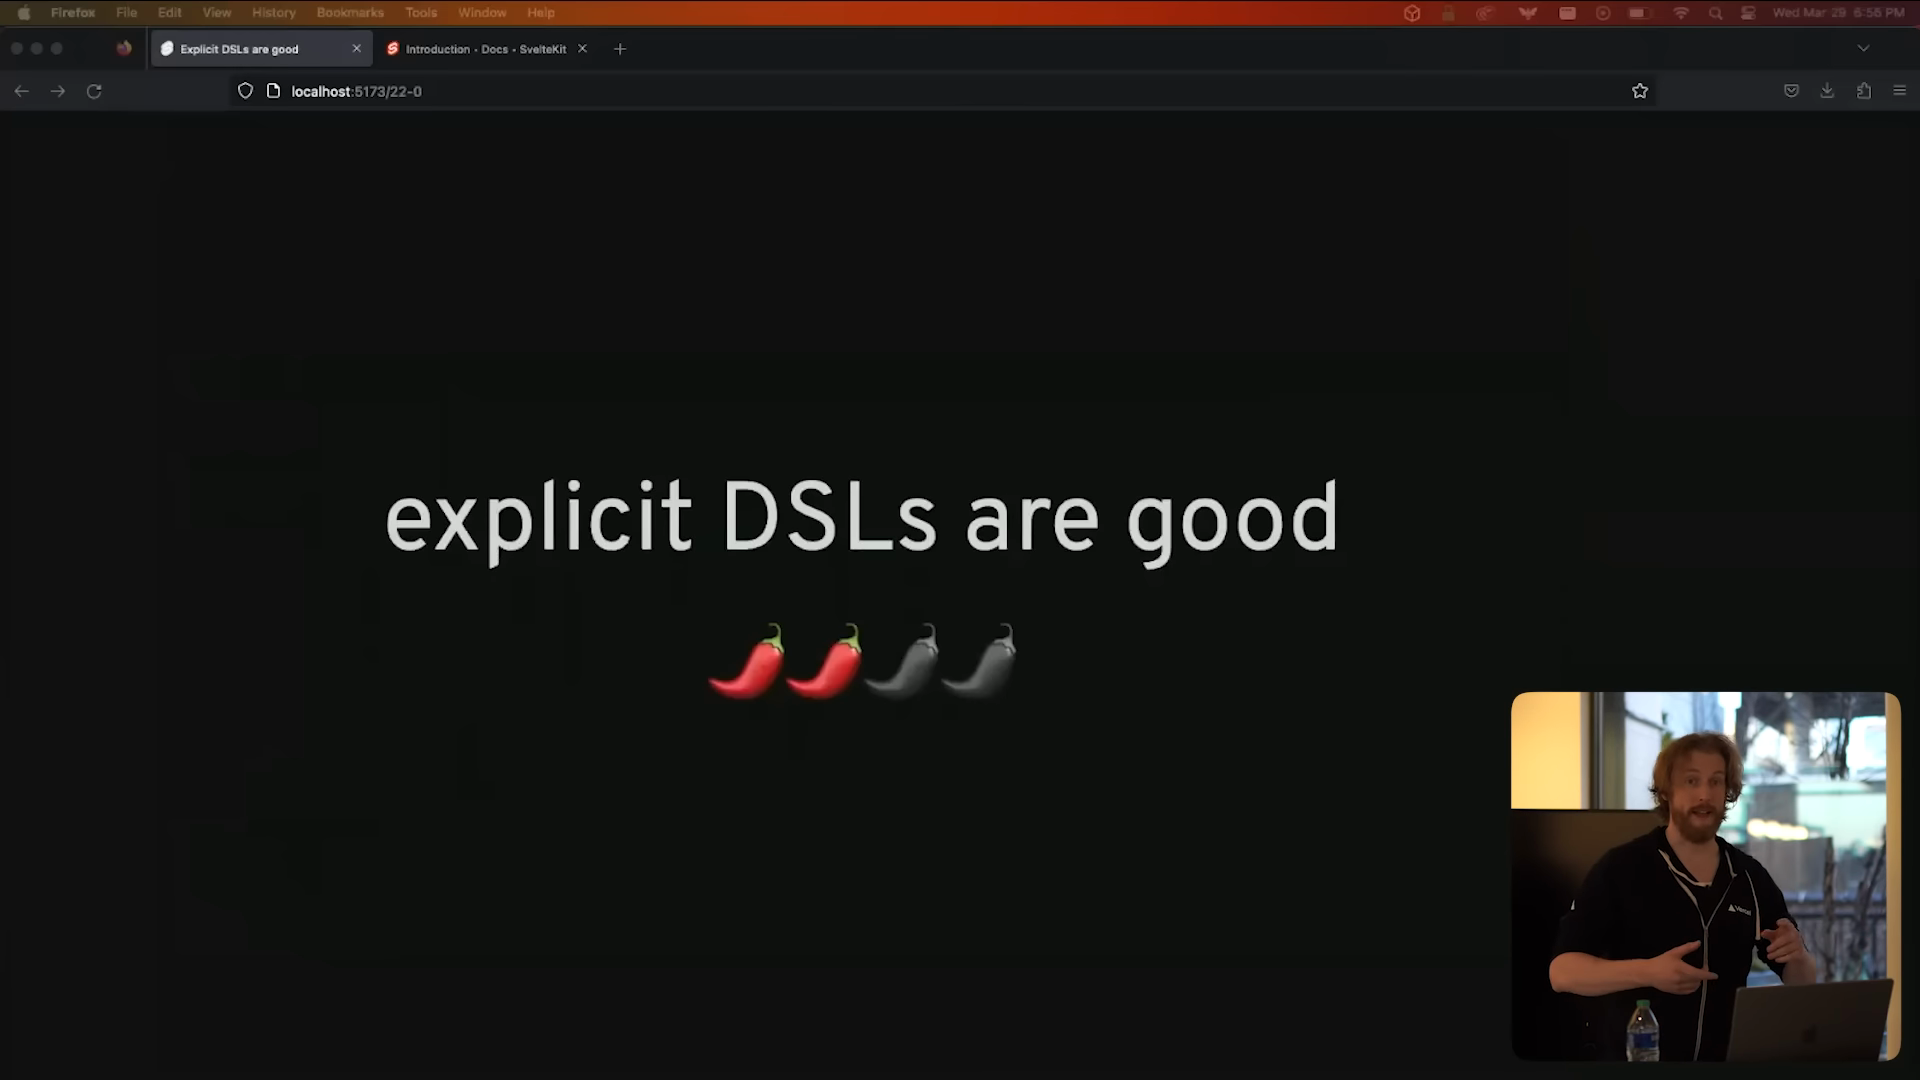 Firefox File Edit View History Bookmarks Tools Window Help Wed Mar 29 6:56 PM
Explicit DSLs are good Introduction • Docs • SvelteKit
localhost:5173/22-0
explicit DSLs are good